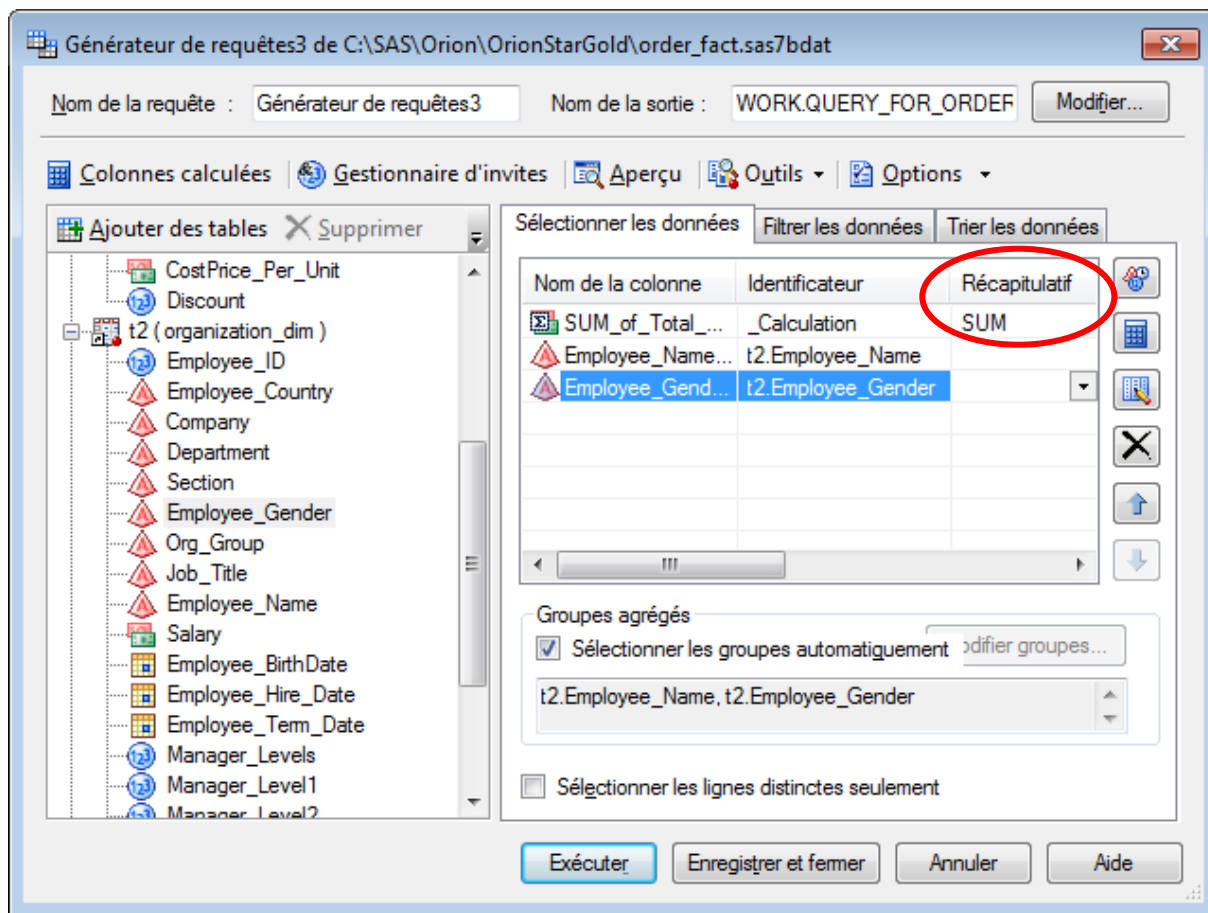 Générateur de requêtes3 de C:\SAS\Orion\OrionStarGold\order_fact.sas7bdat
Nom de la requête : Générateur de requêtes3 Nom de la sortie : WORK.QUERY_FOR_ORDER Modifier...
Colonnes calculées Gestionnaire d'invites Aperçu Outils Options
Ajouter des tables Supprimer
CostPrice_Per_Unit
Discount
t2 ( organization_dim )
Employee_ID
Employee_Country
Company
Department
Section
Employee_Gender
Org_Group
Job_Title
Employee_Name
Salary
Employee_BirthDate
Employee_Hire_Date
Employee_Term_Date
Manager_Levels
Manager_Level1
Manager_Level2
Sélectionner les données Filtrer les données Trier les données
Nom de la colonne Identificateur Récapitulatif
SUM_of_Total_... _Calculation SUM
Employee_Name... t2.Employee_Name
Employee_Gend... t2.Employee_Gender
Groupes agrégés
Sélectionner les groupes automatiquement odifier groupes...
t2.Employee_Name, t2.Employee_Gender
Sélectionner les lignes distinctes seulement
Exécuter Enregistrer et fermer Annuler Aide